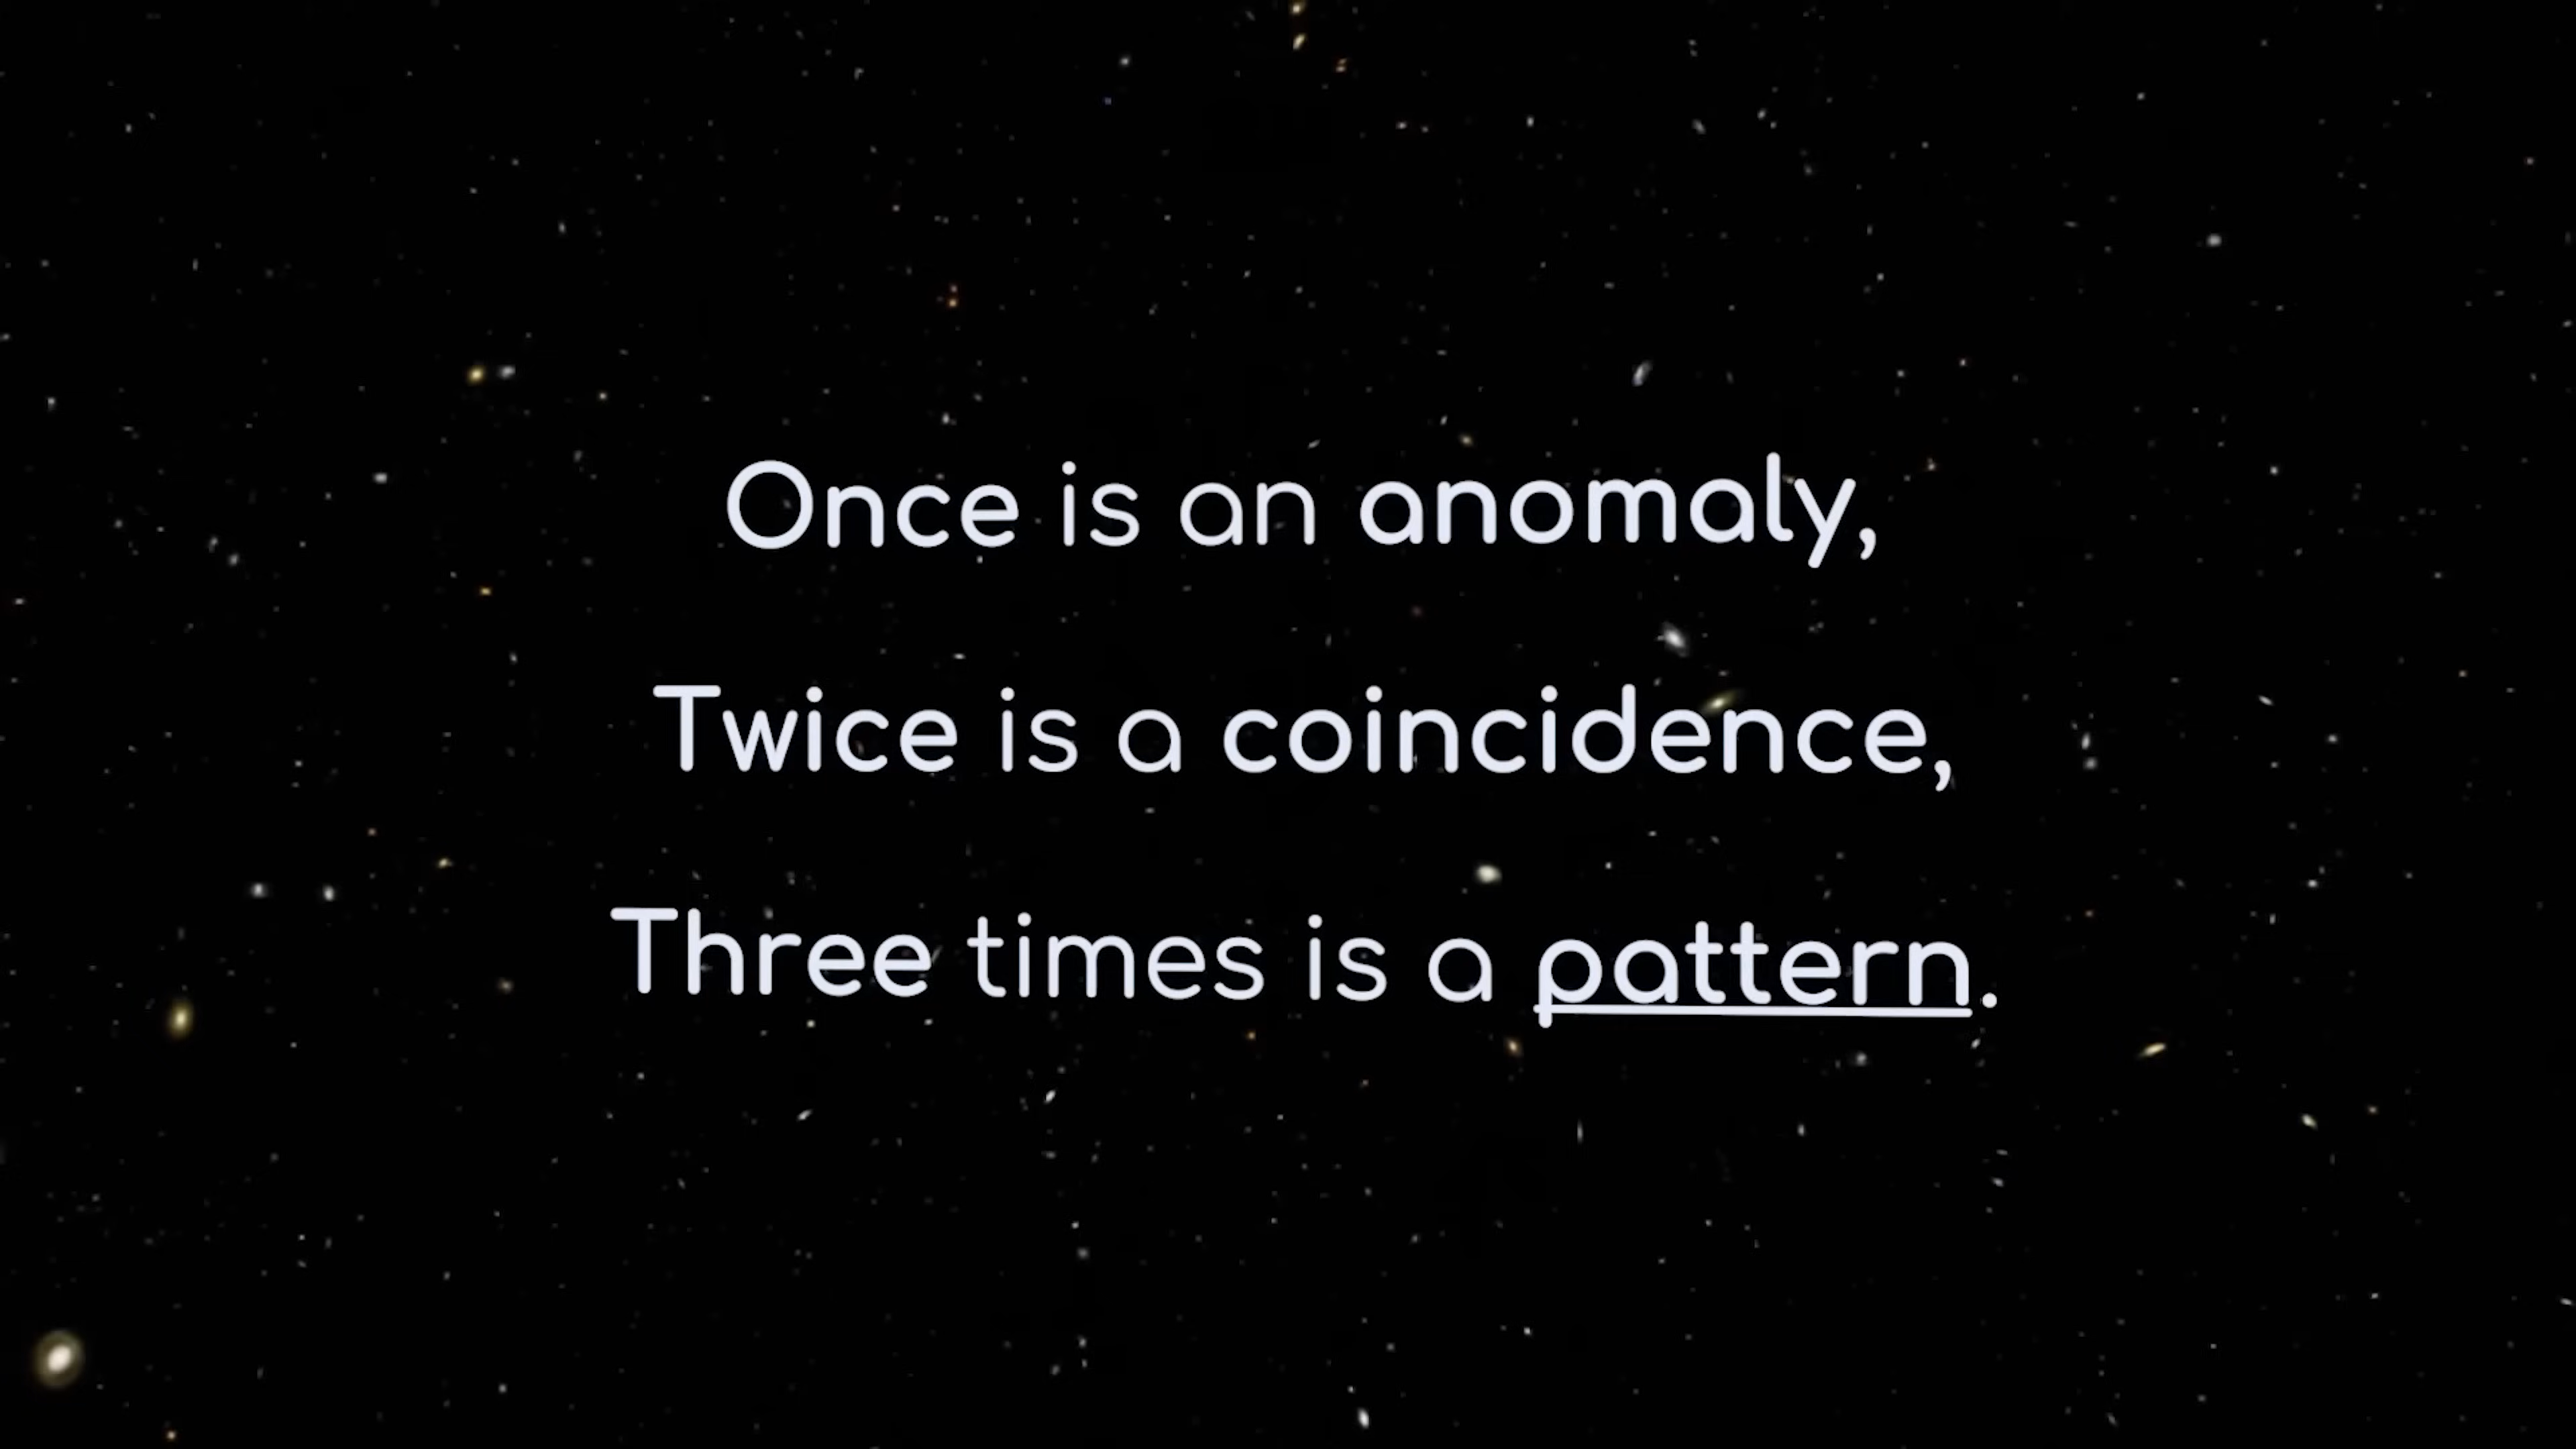 Once is an anomaly,
Twice is a coincidence,
Three times is a pattern.